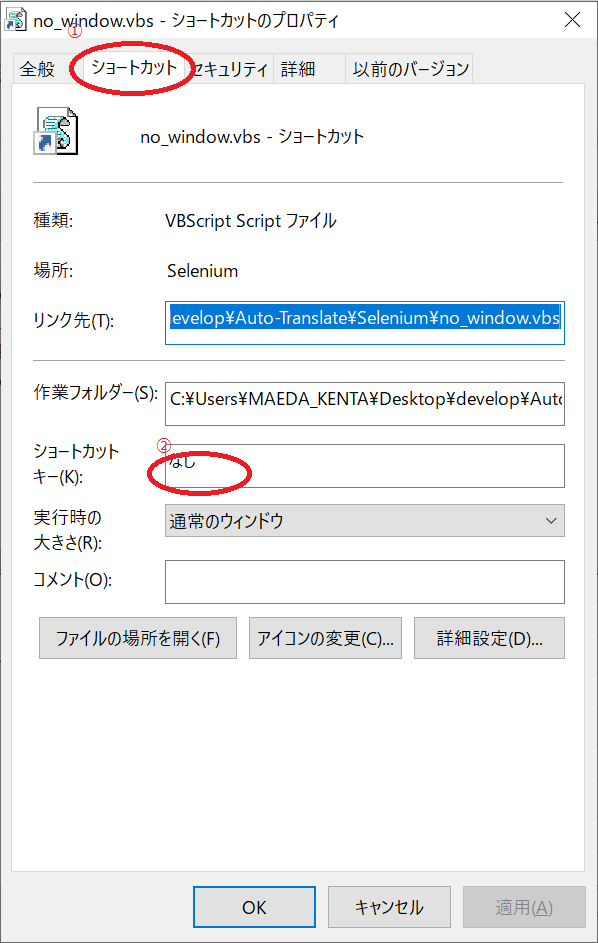 no_window.vbs - ショートカットのプロパティ
①
全般 ショートカット セキュリティ 詳細 以前のバージョン
no_window.vbs - ショートカット
種類: VBScript Script ファイル
場所: Selenium
リンク先(T): evelop¥Auto-Translate¥Selenium¥no_window.vbs
作業フォルダー(S): C:¥Users¥MAEDA_KENTA¥Desktop¥develop¥Auto
②
ショートカット
キー(K): なし
実行時の
大きさ(R): 通常のウィンドウ
コメント(O):
ファイルの場所を開く(F) アイコンの変更(C)... 詳細設定(D)...
OK キャンセル 適用(A)